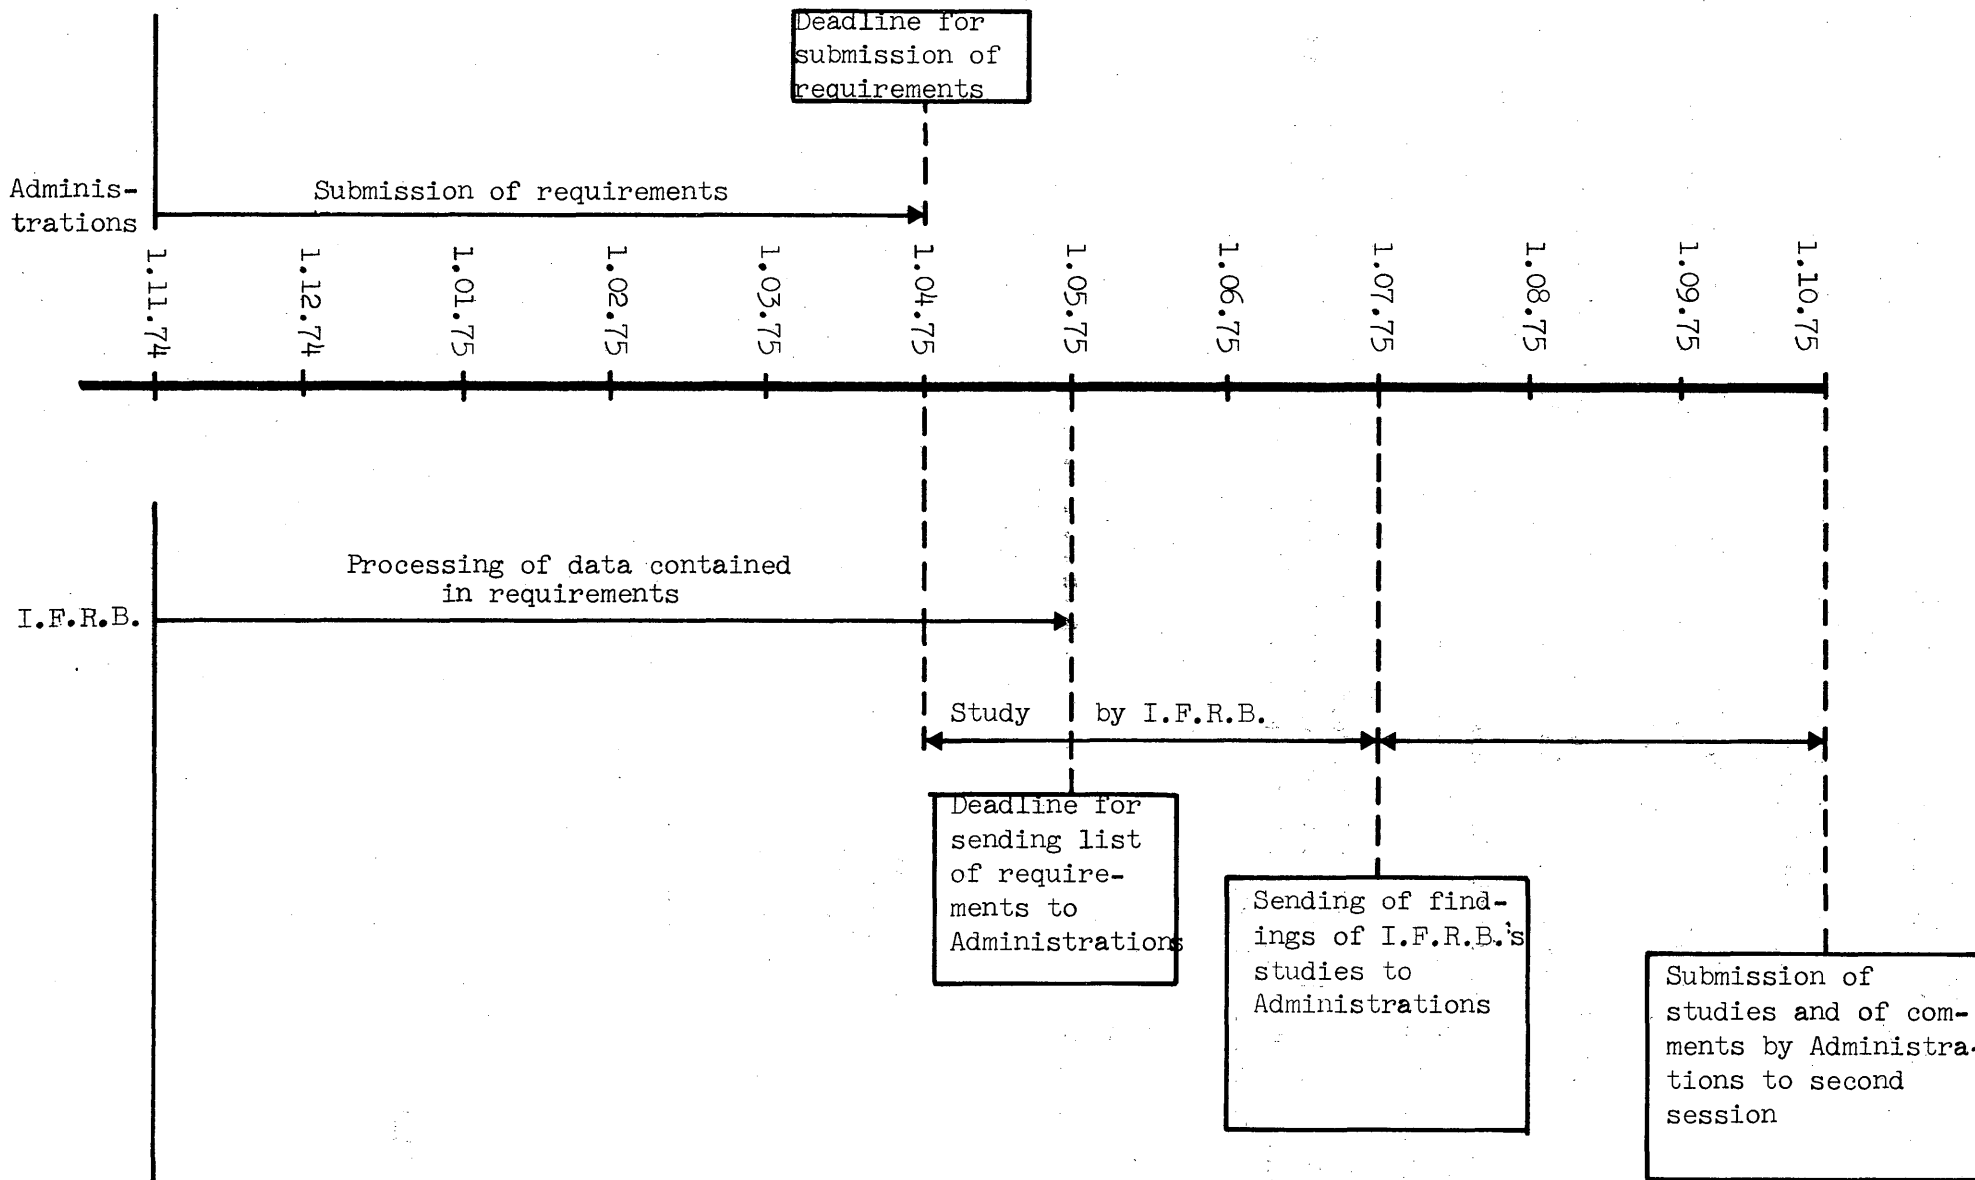 Deadline for
submission of
requirements
Adminis-
trations
Submission of requirements
1.11.74
1.12.74
1.01.75
1.02.75
1.03.75
1.04.75
1.05.75
1.06.75
1.07.75
1.08.75
1.09.75
1.10.75
Processing of data contained
in requirements
I.F.R.B.
Study by I.F.R.B.
Deadline for
sending list
of require-
ments to
Administrations
Sending of find-
ings of I.F.R.B.'s
studies to
Administrations
Submission of
studies and of com-
ments by Administra-
tions to second
session